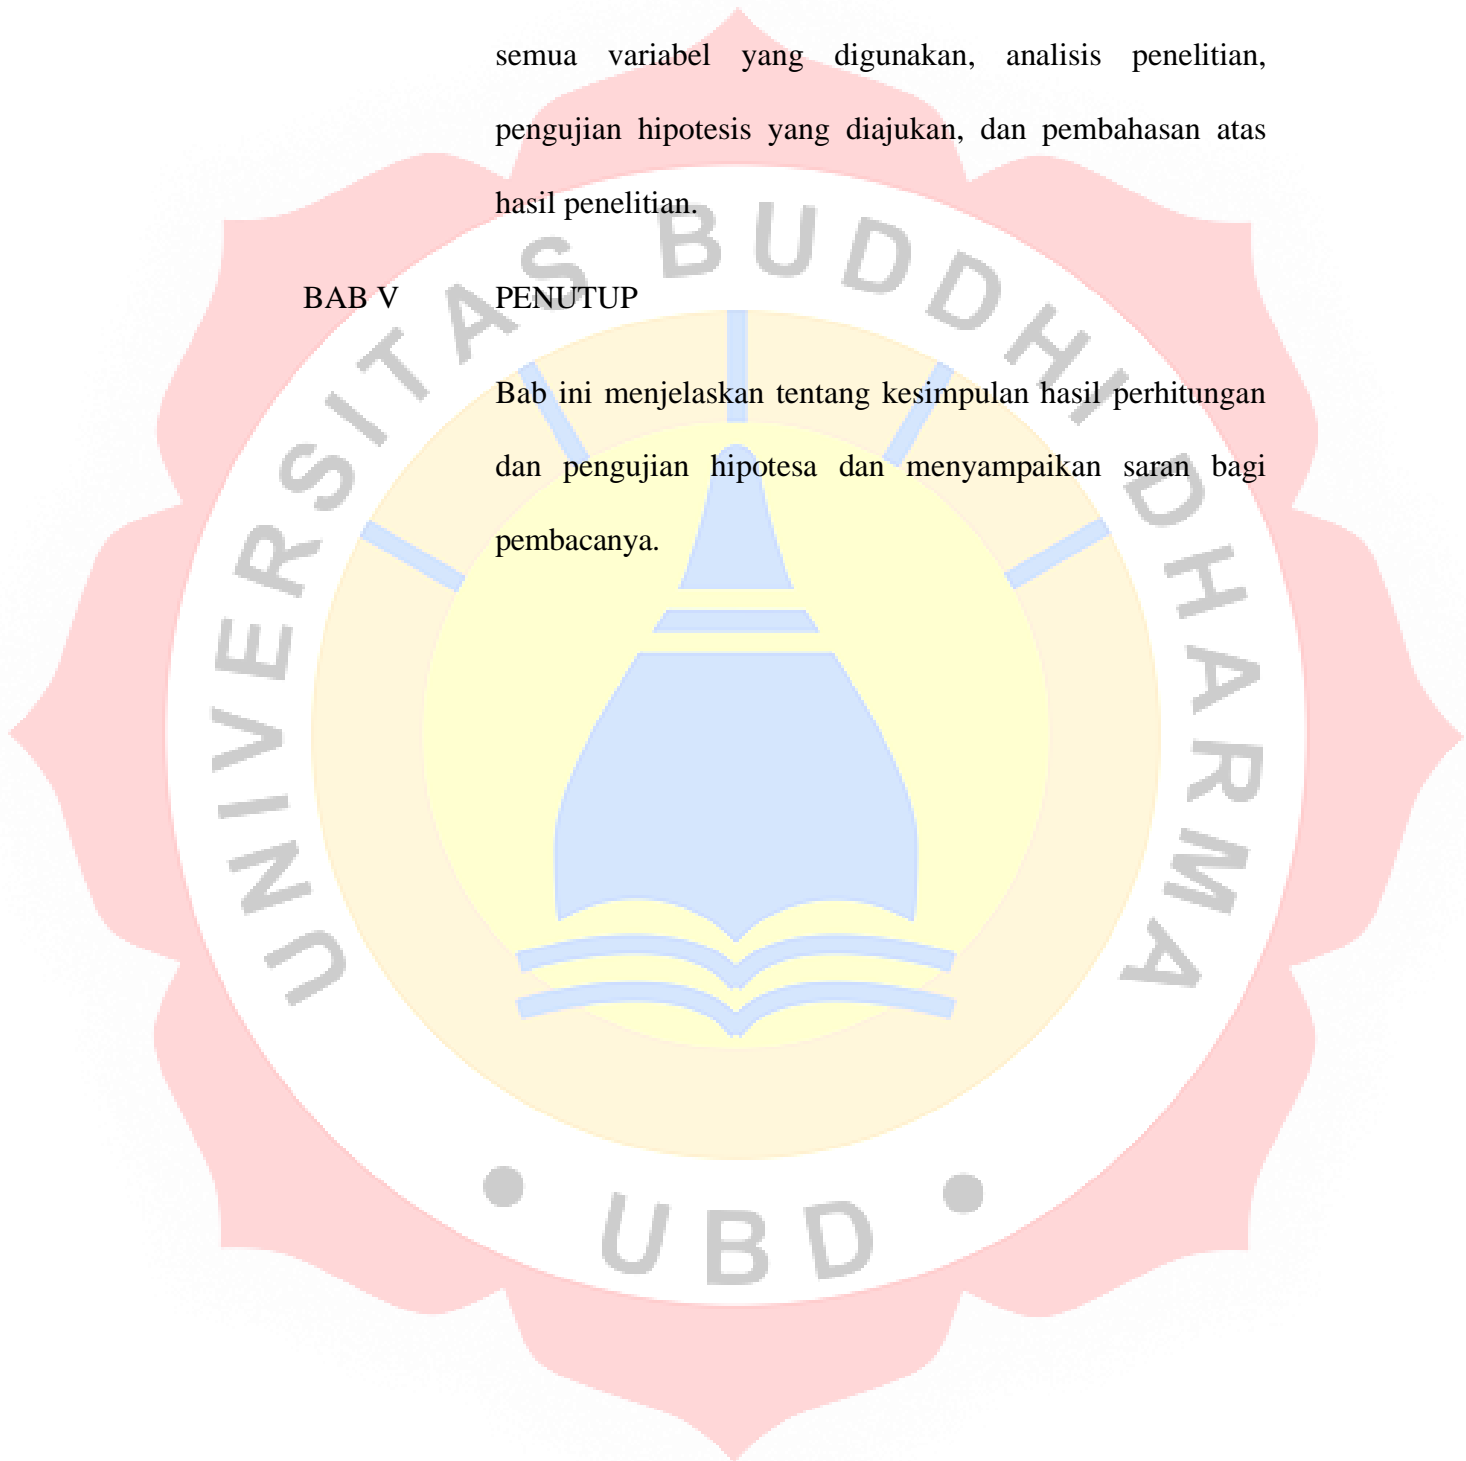 semua variabel yang digunakan, analisis penelitian,
pengujian hipotesis yang diajukan, dan pembahasan atas
hasil penelitian.
BAB V PENUTUP
Bab ini menjelaskan tentang kesimpulan hasil perhitungan
dan pengujian hipotesa dan menyampaikan saran bagi
pembacanya.
UNIVERSITAS BUDDHI DHARMA
• UBD •